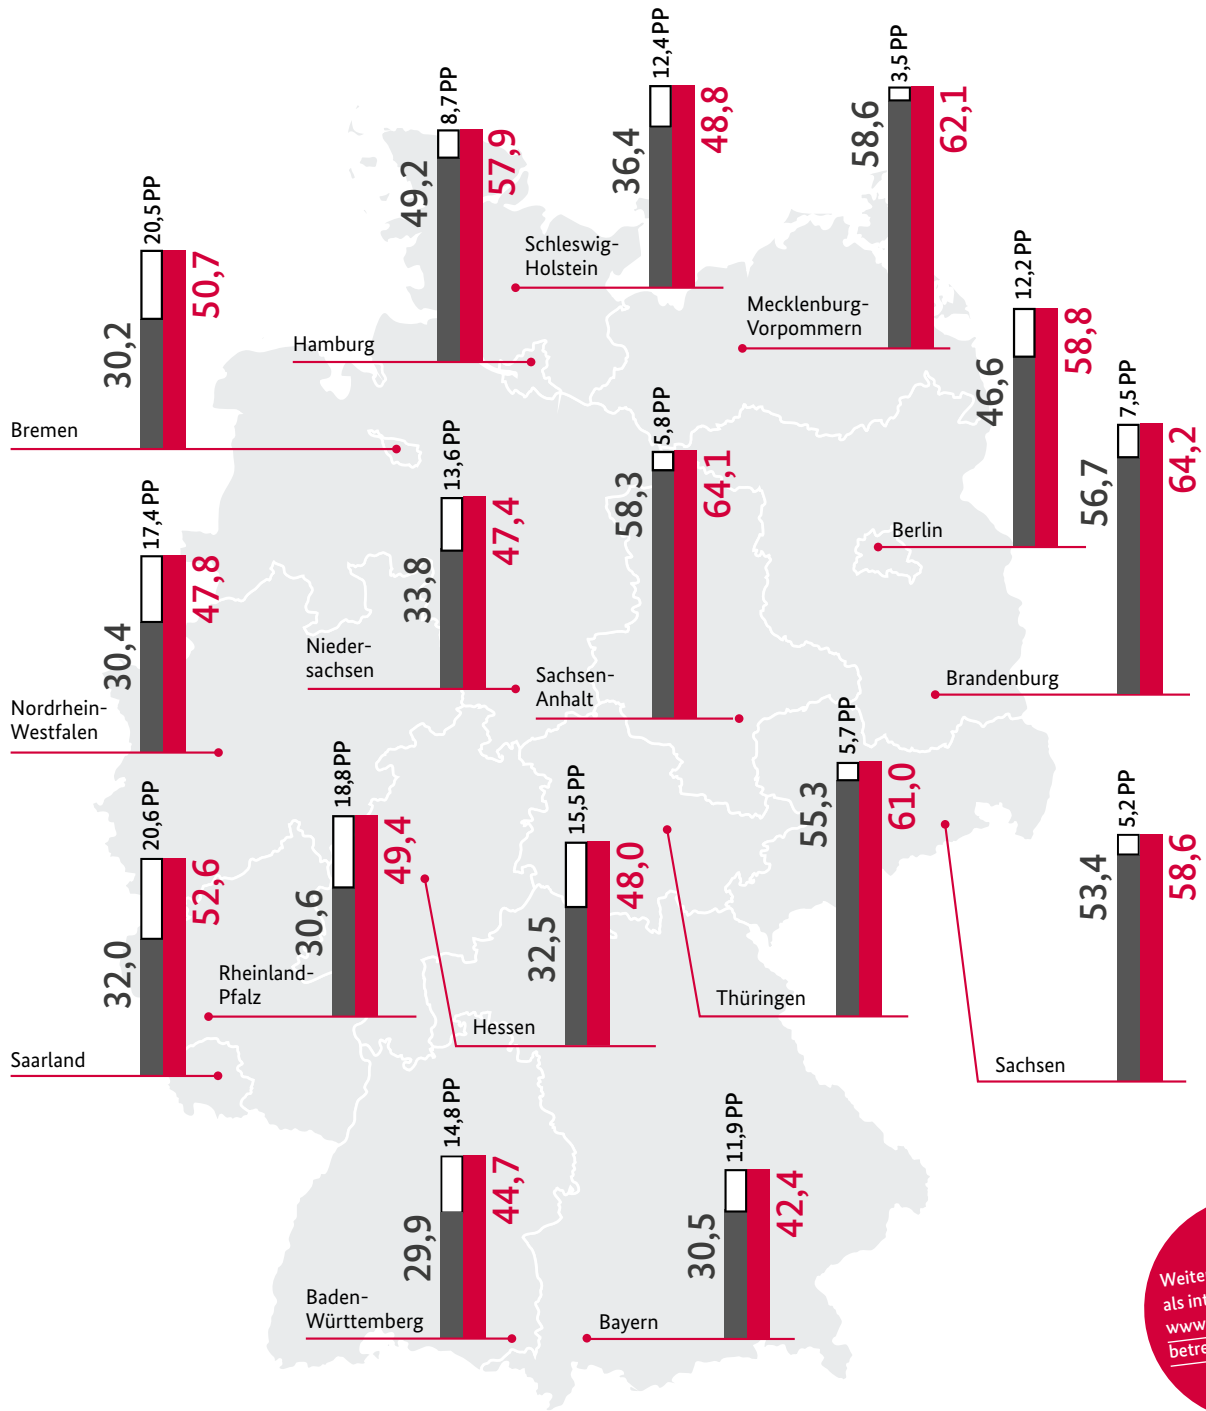 Schleswig-
Holstein
36,4
12,4 PP
48,8
Hamburg
49,2
8,7 PP
57,9
Mecklenburg-
Vorpommern
58,6
3,5 PP
62,1
Bremen
30,2
20,5 PP
50,7
Berlin
46,6
12,2 PP
58,8
Brandenburg
56,7
7,5 PP
64,2
Nieder-
sachsen
33,8
13,6 PP
47,4
Sachsen-
Anhalt
58,3
5,8 PP
64,1
Nordrhein-
Westfalen
30,4
17,4 PP
47,8
Saarland
32,0
20,6 PP
52,6
Rheinland-
Pfalz
30,6
18,8 PP
49,4
Hessen
32,5
15,5 PP
48,0
Thüringen
55,3
5,7 PP
61,0
Sachsen
53,4
5,2 PP
58,6
Baden-
Württemberg
29,9
14,8 PP
44,7
Bayern
30,5
11,9 PP
42,4
als
www